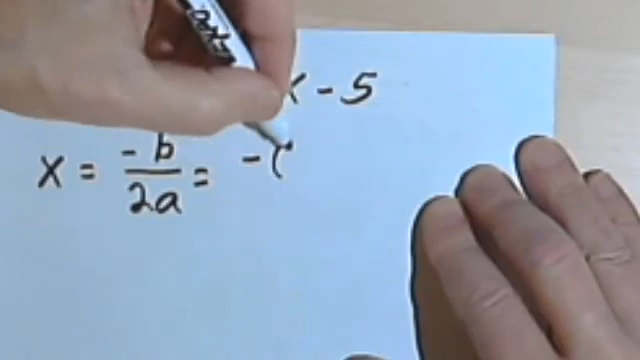 x - 5
x = -b/2a = -(